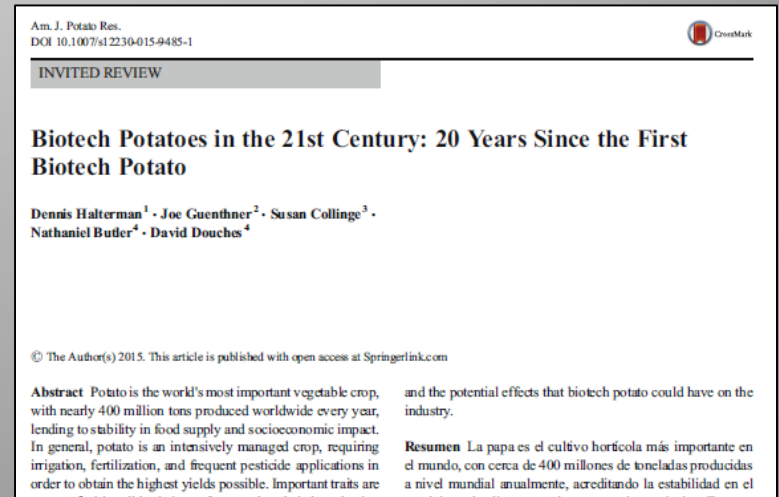 Am. J. Potato Res.
DOI 10.1007/s12230-015-9485-1
CrossMark
INVITED REVIEW
Biotech Potatoes in the 21st Century: 20 Years Since the First
Biotech Potato
Dennis Halterman1 · Joe Guenthner2 · Susan Collinge3 ·
Nathaniel Butler4 · David Douches4
© The Author(s) 2015. This article is published with open access at Springerlink.com
Abstract Potato is the world's most important vegetable crop,
with nearly 400 million tons produced worldwide every year,
lending to stability in food supply and socioeconomic impact.
In general, potato is an intensively managed crop, requiring
irrigation, fertilization, and frequent pesticide applications in
order to obtain the highest yields possible. Important traits are
and the potential effects that biotech potato could have on the
industry.
Resumen La papa es el cultivo hortícola más importante en
el mundo, con cerca de 400 millones de toneladas producidas
a nivel mundial anualmente, acreditando la estabilidad en el